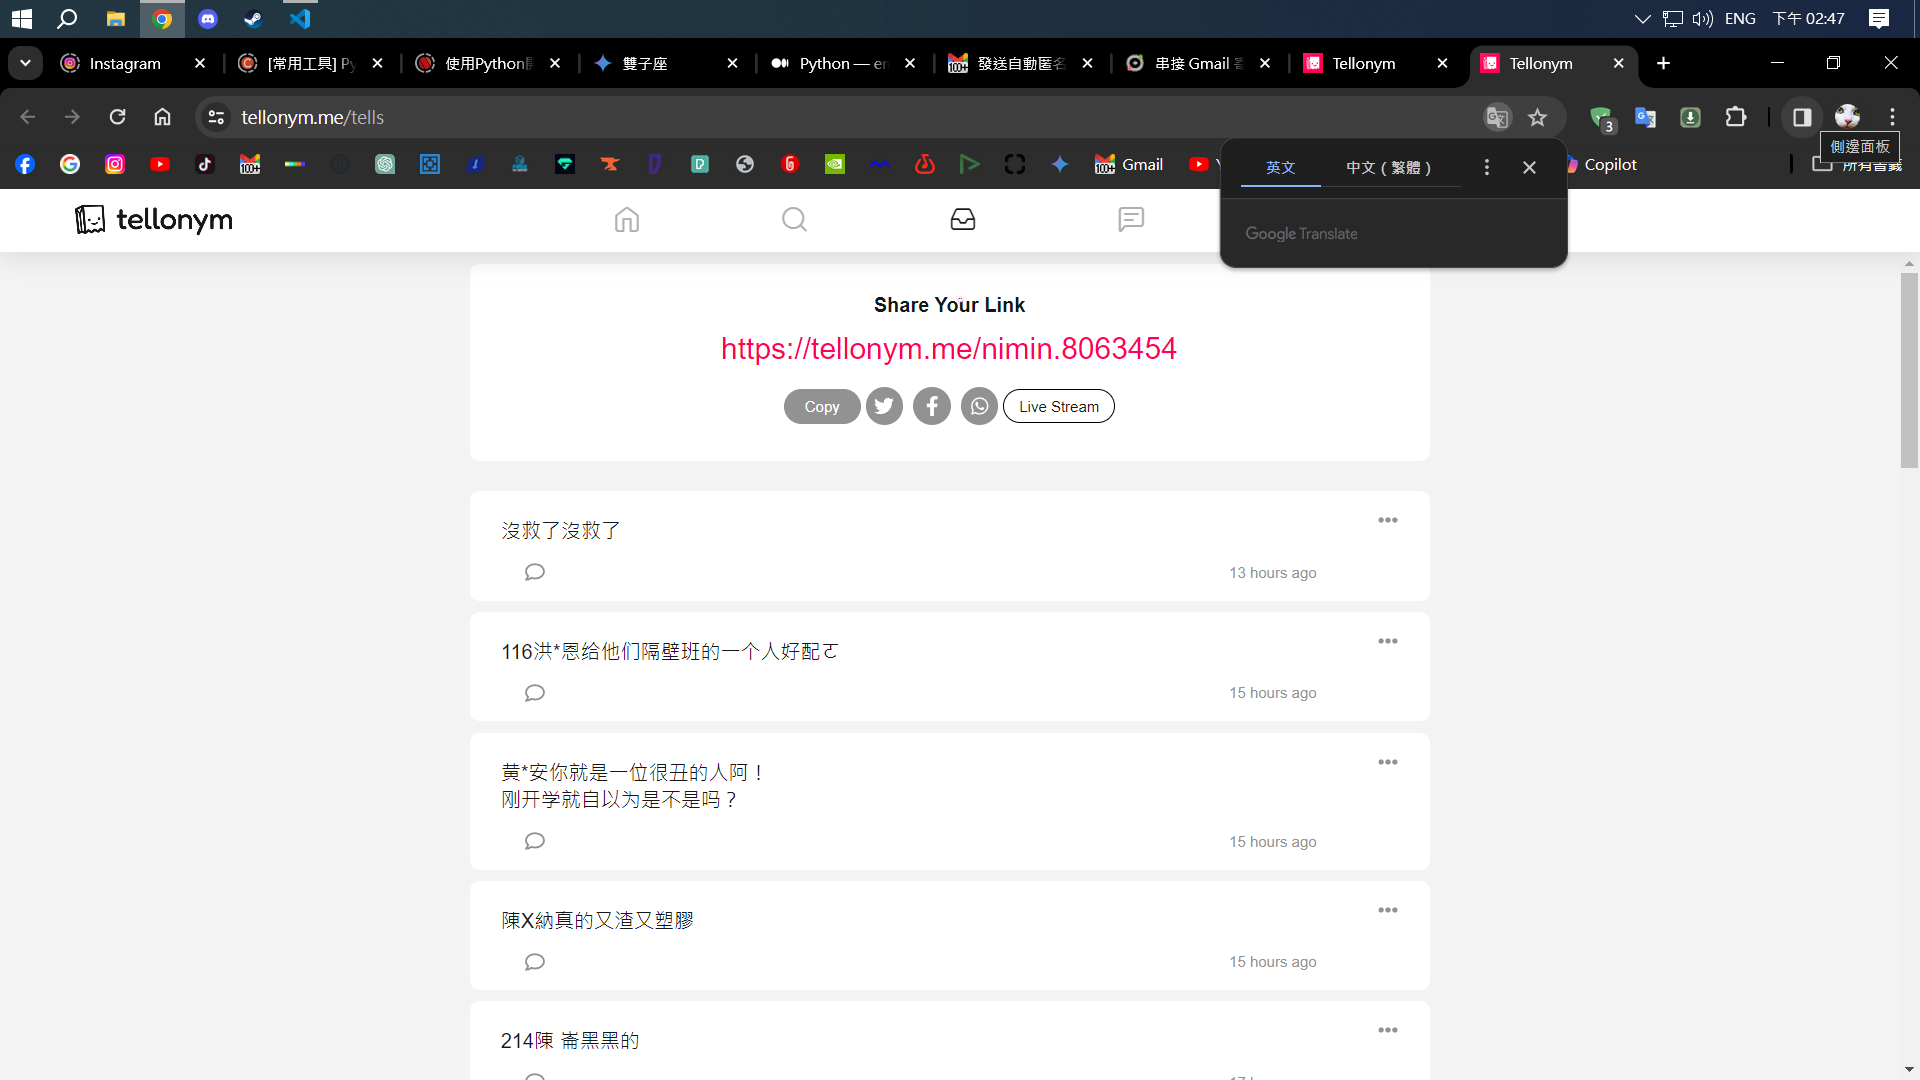 ENG
下午 02:47
Instagram
[常用工具] Py
使用Python開
雙子座
Python — en
發送自動匿名
串接 Gmail 寄
Tellonym
Tellonym
tellonym.me/tells
3
側邊面板
Gmail
Copilot
所有書籤
英文
中文（繁體）
Google Translate
tellonym
Share Your Link
https://tellonym.me/nimin.8063454
Copy
Live Stream
沒救了沒救了
13 hours ago
116洪*恩给他们隔壁班的一个人好配ㄛ
15 hours ago
黄*安你就是一位很丑的人阿！
刚开学就自以为是不是吗？
15 hours ago
陳X納真的又渣又塑膠
15 hours ago
214陳 崙黑黑的